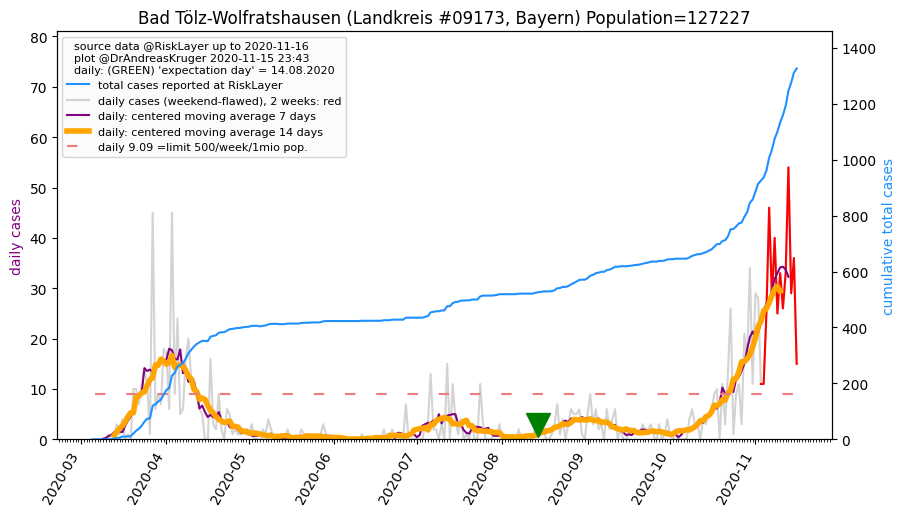 Bad Tölz-Wolfratshausen (Landkreis #09173, Bayern) Population=127227
source data @RiskLayer up to 2020-11-16
plot @DrAndreasKruger 2020-11-15 23:43
daily: (GREEN) 'expectation day' = 14.08.2020
total cases reported at RiskLayer
daily cases (weekend-flawed), 2 weeks: red
daily: centered moving average 7 days
daily: centered moving average 14 days
daily 9.09 =limit 500/week/1mio pop.
daily cases
80
70
60
50
40
30
20
10
0
cumulative total cases
1400
1200
1000
800
600
400
200
0
2020-03
2020-04
2020-05
2020-06
2020-07
2020-08
2020-09
2020-10
2020-11